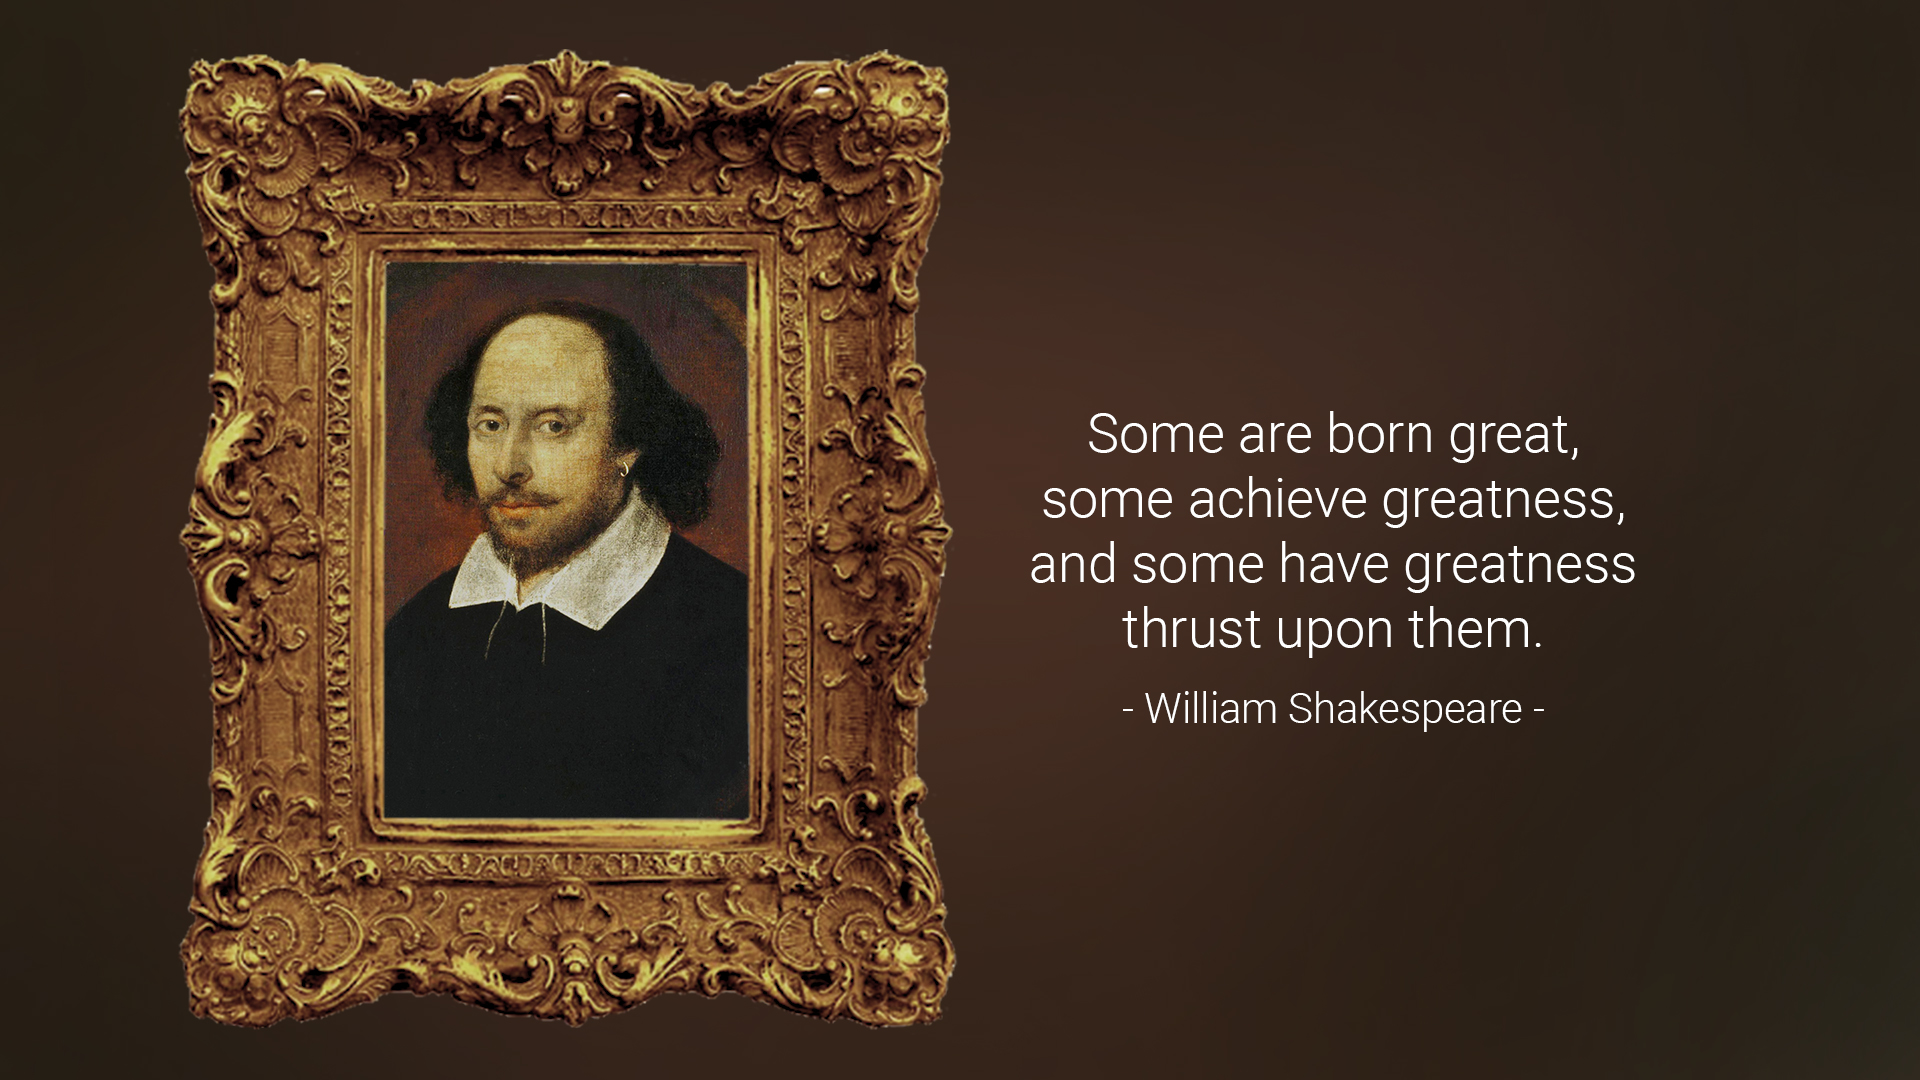 Some are born great,
some achieve greatness,
and some have greatness
thrust upon them.
- William Shakespeare -